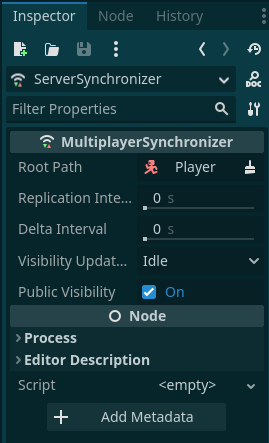 Inspector Node History
ServerSynchronizer
DOC
Filter Properties
MultiplayerSynchronizer
Root Path Player
Replication Inte... 0 s
Delta Interval 0 s
Visibility Updat... Idle
Public Visibility On
Node
Process
Editor Description
Script <empty>
Add Metadata